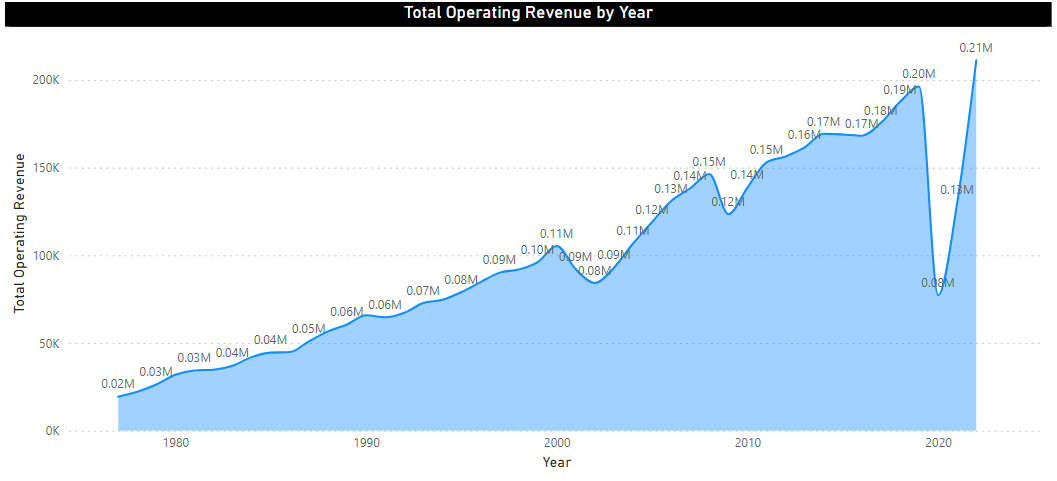 Total Operating Revenue by Year
Total Operating Revenue
200K
150K
100K
50K
0K
0.02M
0.03M
0.03M
0.04M
0.04M
0.05M
0.06M
0.06M
0.07M
0.08M
0.09M
0.10M
0.11M
0.09M
0.08M
0.09M
0.11M
0.12M
0.13M
0.14M
0.15M
0.12M
0.14M
0.15M
0.16M
0.17M
0.17M
0.18M
0.19M
0.20M
0.08M
0.13M
0.21M
1980 1990 2000 2010 2020
Year